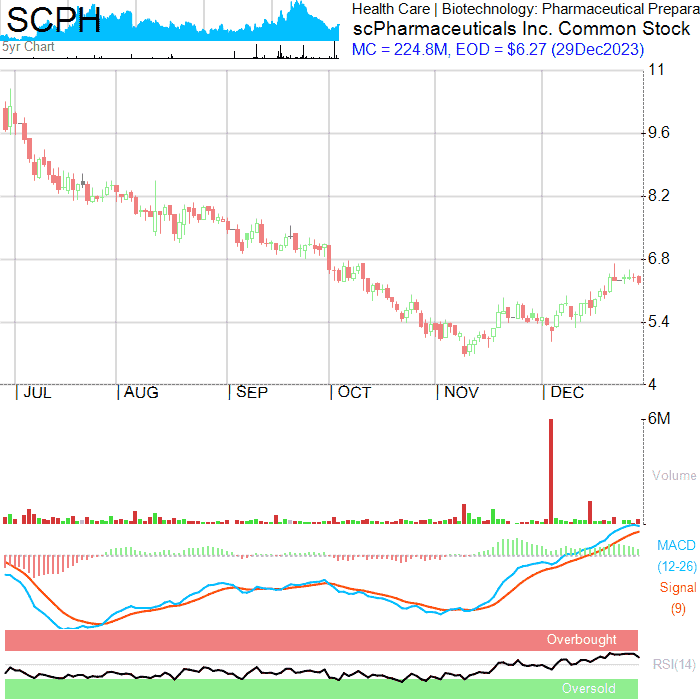 SCPH
5yr Chart
Health Care | Biotechnology: Pharmaceutical Prepara
scPharmaceuticals Inc. Common Stock
MC = 224.8M, EOD = $6.27 (29Dec2023)
11
9.6
8.2
6.8
5.4
4
| JUL | AUG | SEP | OCT | NOV | DEC
6M
Volume
MACD
(12-26)
Signal
(9)
Overbought
RSI(14)
Oversold